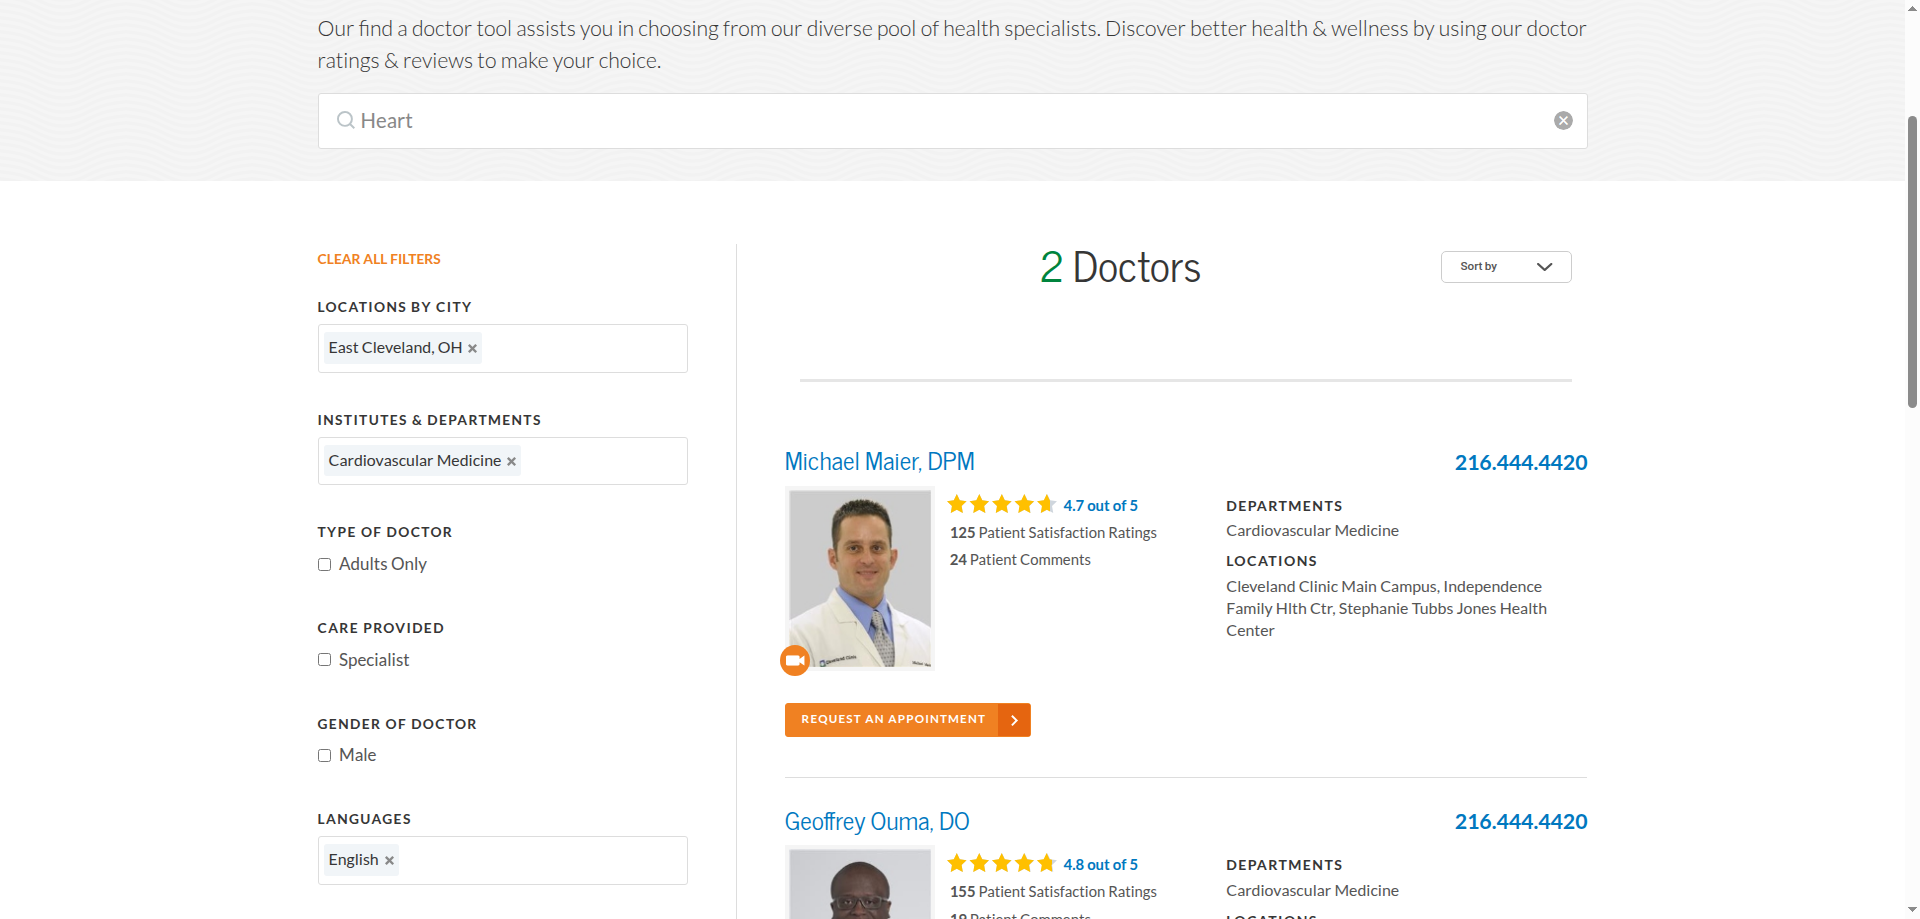 Our find a doctor tool assists you in choosing from our diverse pool of health specialists. Discover better health & wellness by using our doctor
ratings & reviews to make your choice.
Heart
CLEAR ALL FILTERS
LOCATIONS BY CITY
East Cleveland, OH
INSTITUTES & DEPARTMENTS
Cardiovascular Medicine
TYPE OF DOCTOR
Adults Only
CARE PROVIDED
Specialist
GENDER OF DOCTOR
Male
LANGUAGES
English
2 Doctors
Sort by
Michael Maier, DPM
216.444.4420
4.7 out of 5
125 Patient Satisfaction Ratings
24 Patient Comments
DEPARTMENTS
Cardiovascular Medicine
LOCATIONS
Cleveland Clinic Main Campus, Independence
Family Hlth Ctr, Stephanie Tubbs Jones Health
Center
Cleveland Clinic
REQUEST AN APPOINTMENT
Geoffrey Ouma, DO
216.444.4420
4.8 out of 5
155 Patient Satisfaction Ratings
19 Patient Comments
DEPARTMENTS
Cardiovascular Medicine
LOCATIONS